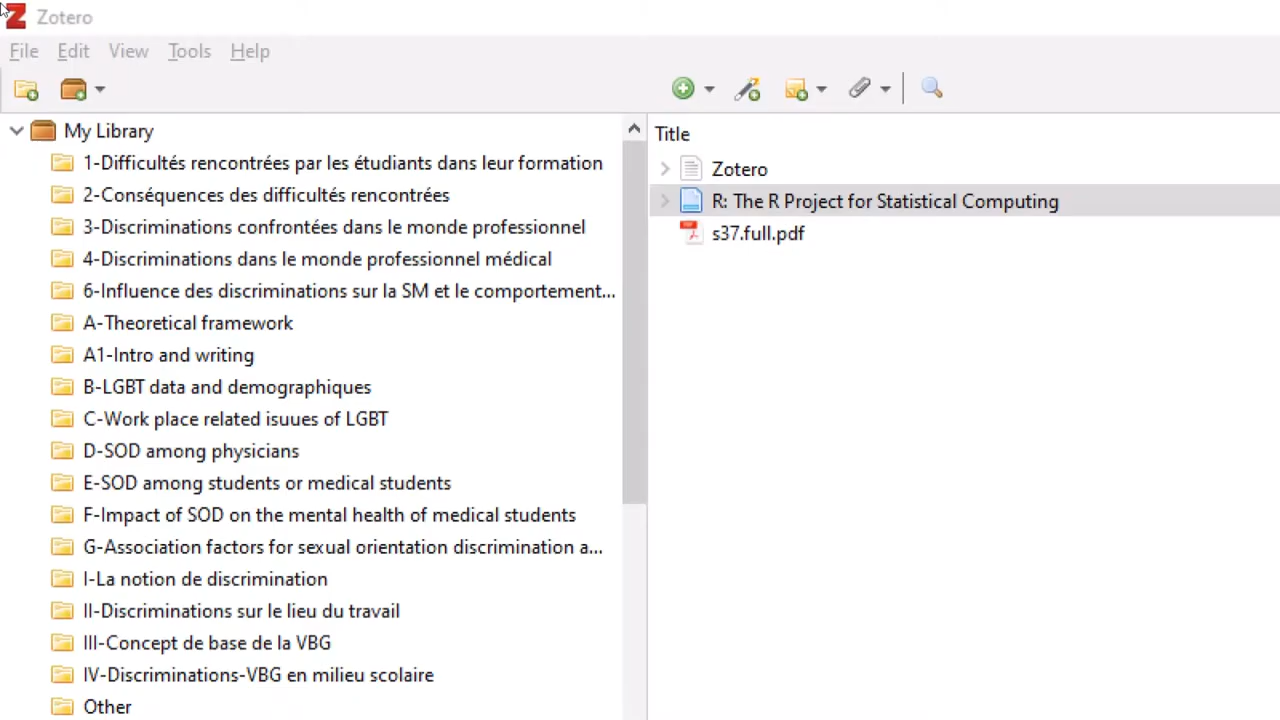 Zotero
File Edit View Tools Help
My Library
1-Difficultés rencontrées par les étudiants dans leur formation
2-Conséquences des difficultés rencontrées
3-Discriminations confrontées dans le monde professionnel
4-Discriminations dans le monde professionnel médical
6-Influence des discriminations sur la SM et le comportement...
A-Theoretical framework
A1-Intro and writing
B-LGBT data and demographiques
C-Work place related isuues of LGBT
D-SOD among physicians
E-SOD among students or medical students
F-Impact of SOD on the mental health of medical students
G-Association factors for sexual orientation discrimination a...
I-La notion de discrimination
II-Discriminations sur le lieu du travail
III-Concept de base de la VBG
IV-Discriminations-VBG en milieu scolaire
Other
Title
Zotero
R: The R Project for Statistical Computing
s37.full.pdf